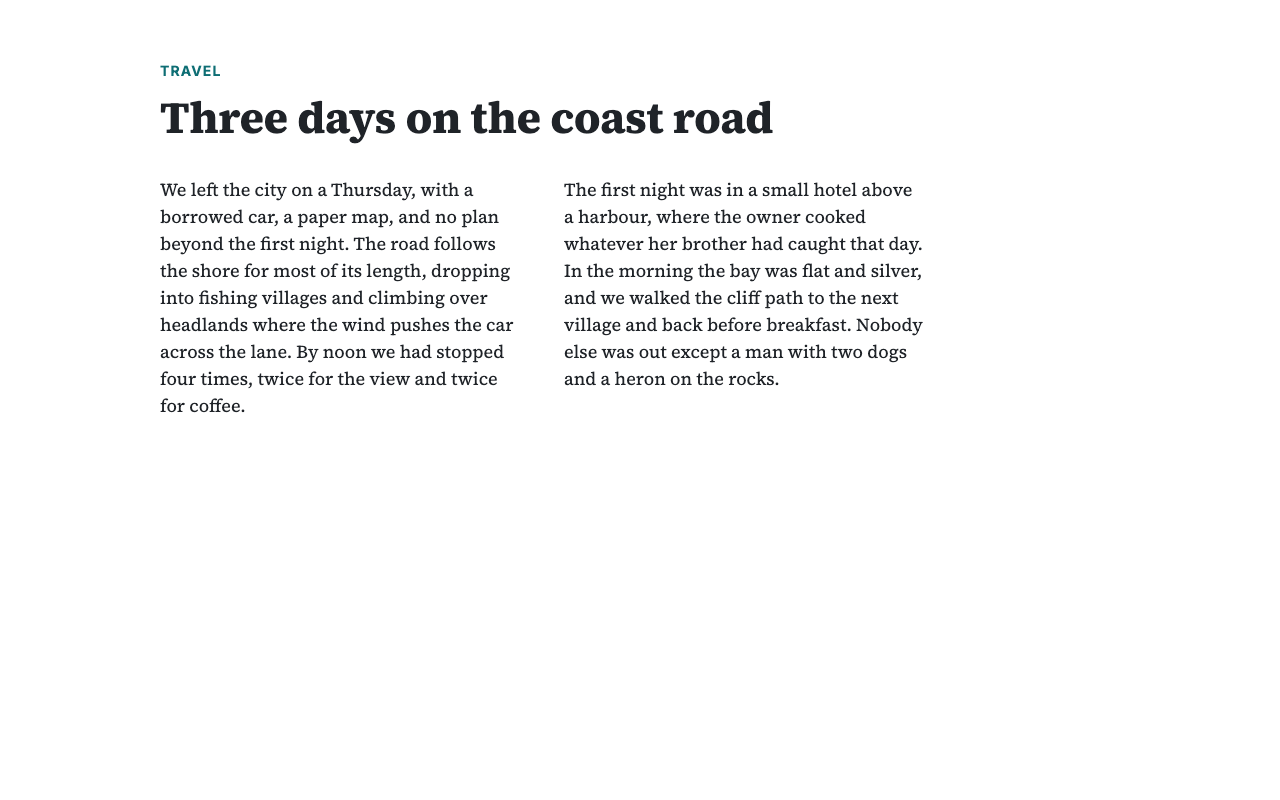 TRAVEL
Three days on the coast road
We left the city on a Thursday, with a
borrowed car, a paper map, and no plan
beyond the first night. The road follows
the shore for most of its length, dropping
into fishing villages and climbing over
headlands where the wind pushes the car
across the lane. By noon we had stopped
four times, twice for the view and twice
for coffee.
The first night was in a small hotel above
a harbour, where the owner cooked
whatever her brother had caught that day.
In the morning the bay was flat and silver,
and we walked the cliff path to the next
village and back before breakfast. Nobody
else was out except a man with two dogs
and a heron on the rocks.